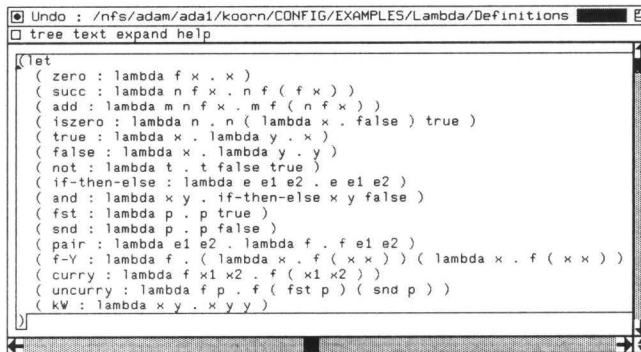 Undo : /nfs/adam/ada1/koorn/CONFIG/EXAMPLES/Lambda/Definitions
tree text expand help
(let
( zero : lambda f x . x )
( succ : lambda n f x . n f ( f x ) )
( add : lambda m n f x . m f ( n f x ) )
( iszero : lambda n . n ( lambda x . false ) true )
( true : lambda x . lambda y . x )
( false : lambda x . lambda y . y )
( not : lambda t . t false true )
( if-then-else : lambda e e1 e2 . e e1 e2 )
( and : lambda x y . if-then-else x y false )
( fst : lambda p . p true )
( snd : lambda p . p false )
( pair : lambda e1 e2 . lambda f . f e1 e2 )
( f-Y : lambda f . ( lambda x . f ( x x ) ) ( lambda x . f ( x x ) ) )
( curry : lambda f x1 x2 . f ( x1 x2 ) )
( uncurry : lambda f p . f ( fst p ) ( snd p ) )
( kW : lambda x y . x y y )
)